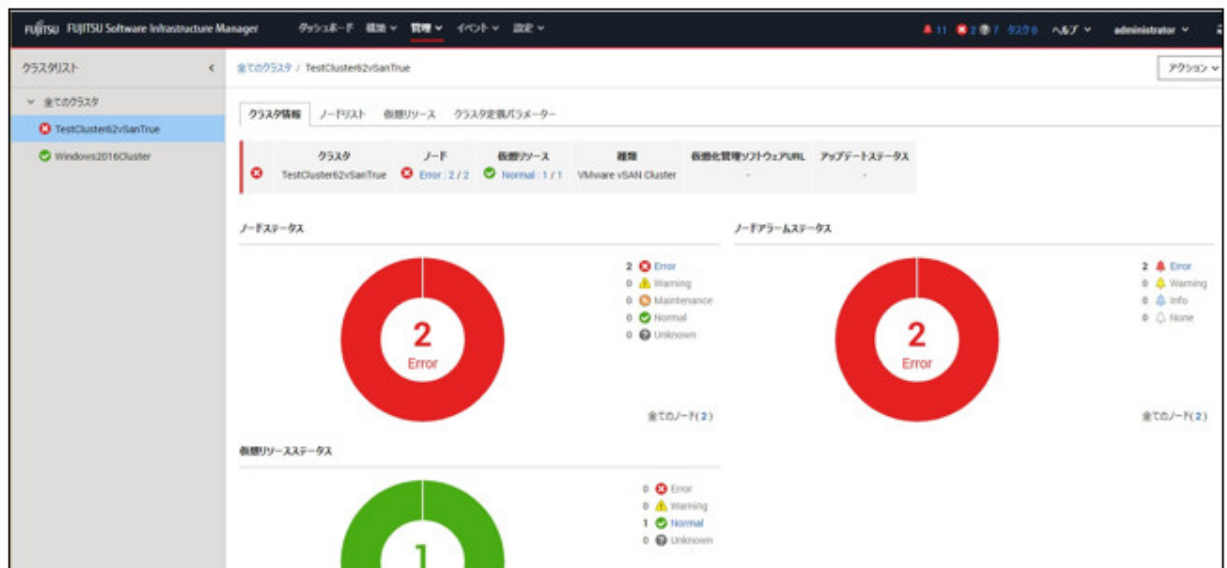 FUJITSU FUJITSU Software Infrastructure Manager ダッシュボード 構築 管理 イベント 設定 11 2 7 タスク 0 ヘルプ administrator
クラスタリスト 全てのクラスタ / TestCluster62vSanTrue アクション
全てのクラスタ
TestCluster62vSanTrue
Windows2016Cluster
クラスタ情報 ノードリスト 仮想リソース クラスタ定義パラメーター
クラスタ ノード 仮想リソース 種類 仮想化管理ソフトウェアURL アップデートステータス
TestCluster62vSanTrue Error : 2 / 2 Normal : 1 / 1 VMware vSAN Cluster - -
ノードステータス
2 Error
0 Warning
0 Maintenance
0 Normal
0 Unknown
2
Error
全てのノード(2)
ノードアラームステータス
2 Error
0 Warning
0 Info
0 None
2
Error
全てのノード(2)
仮想リソースステータス
0 Error
0 Warning
1 Normal
0 Unknown
1